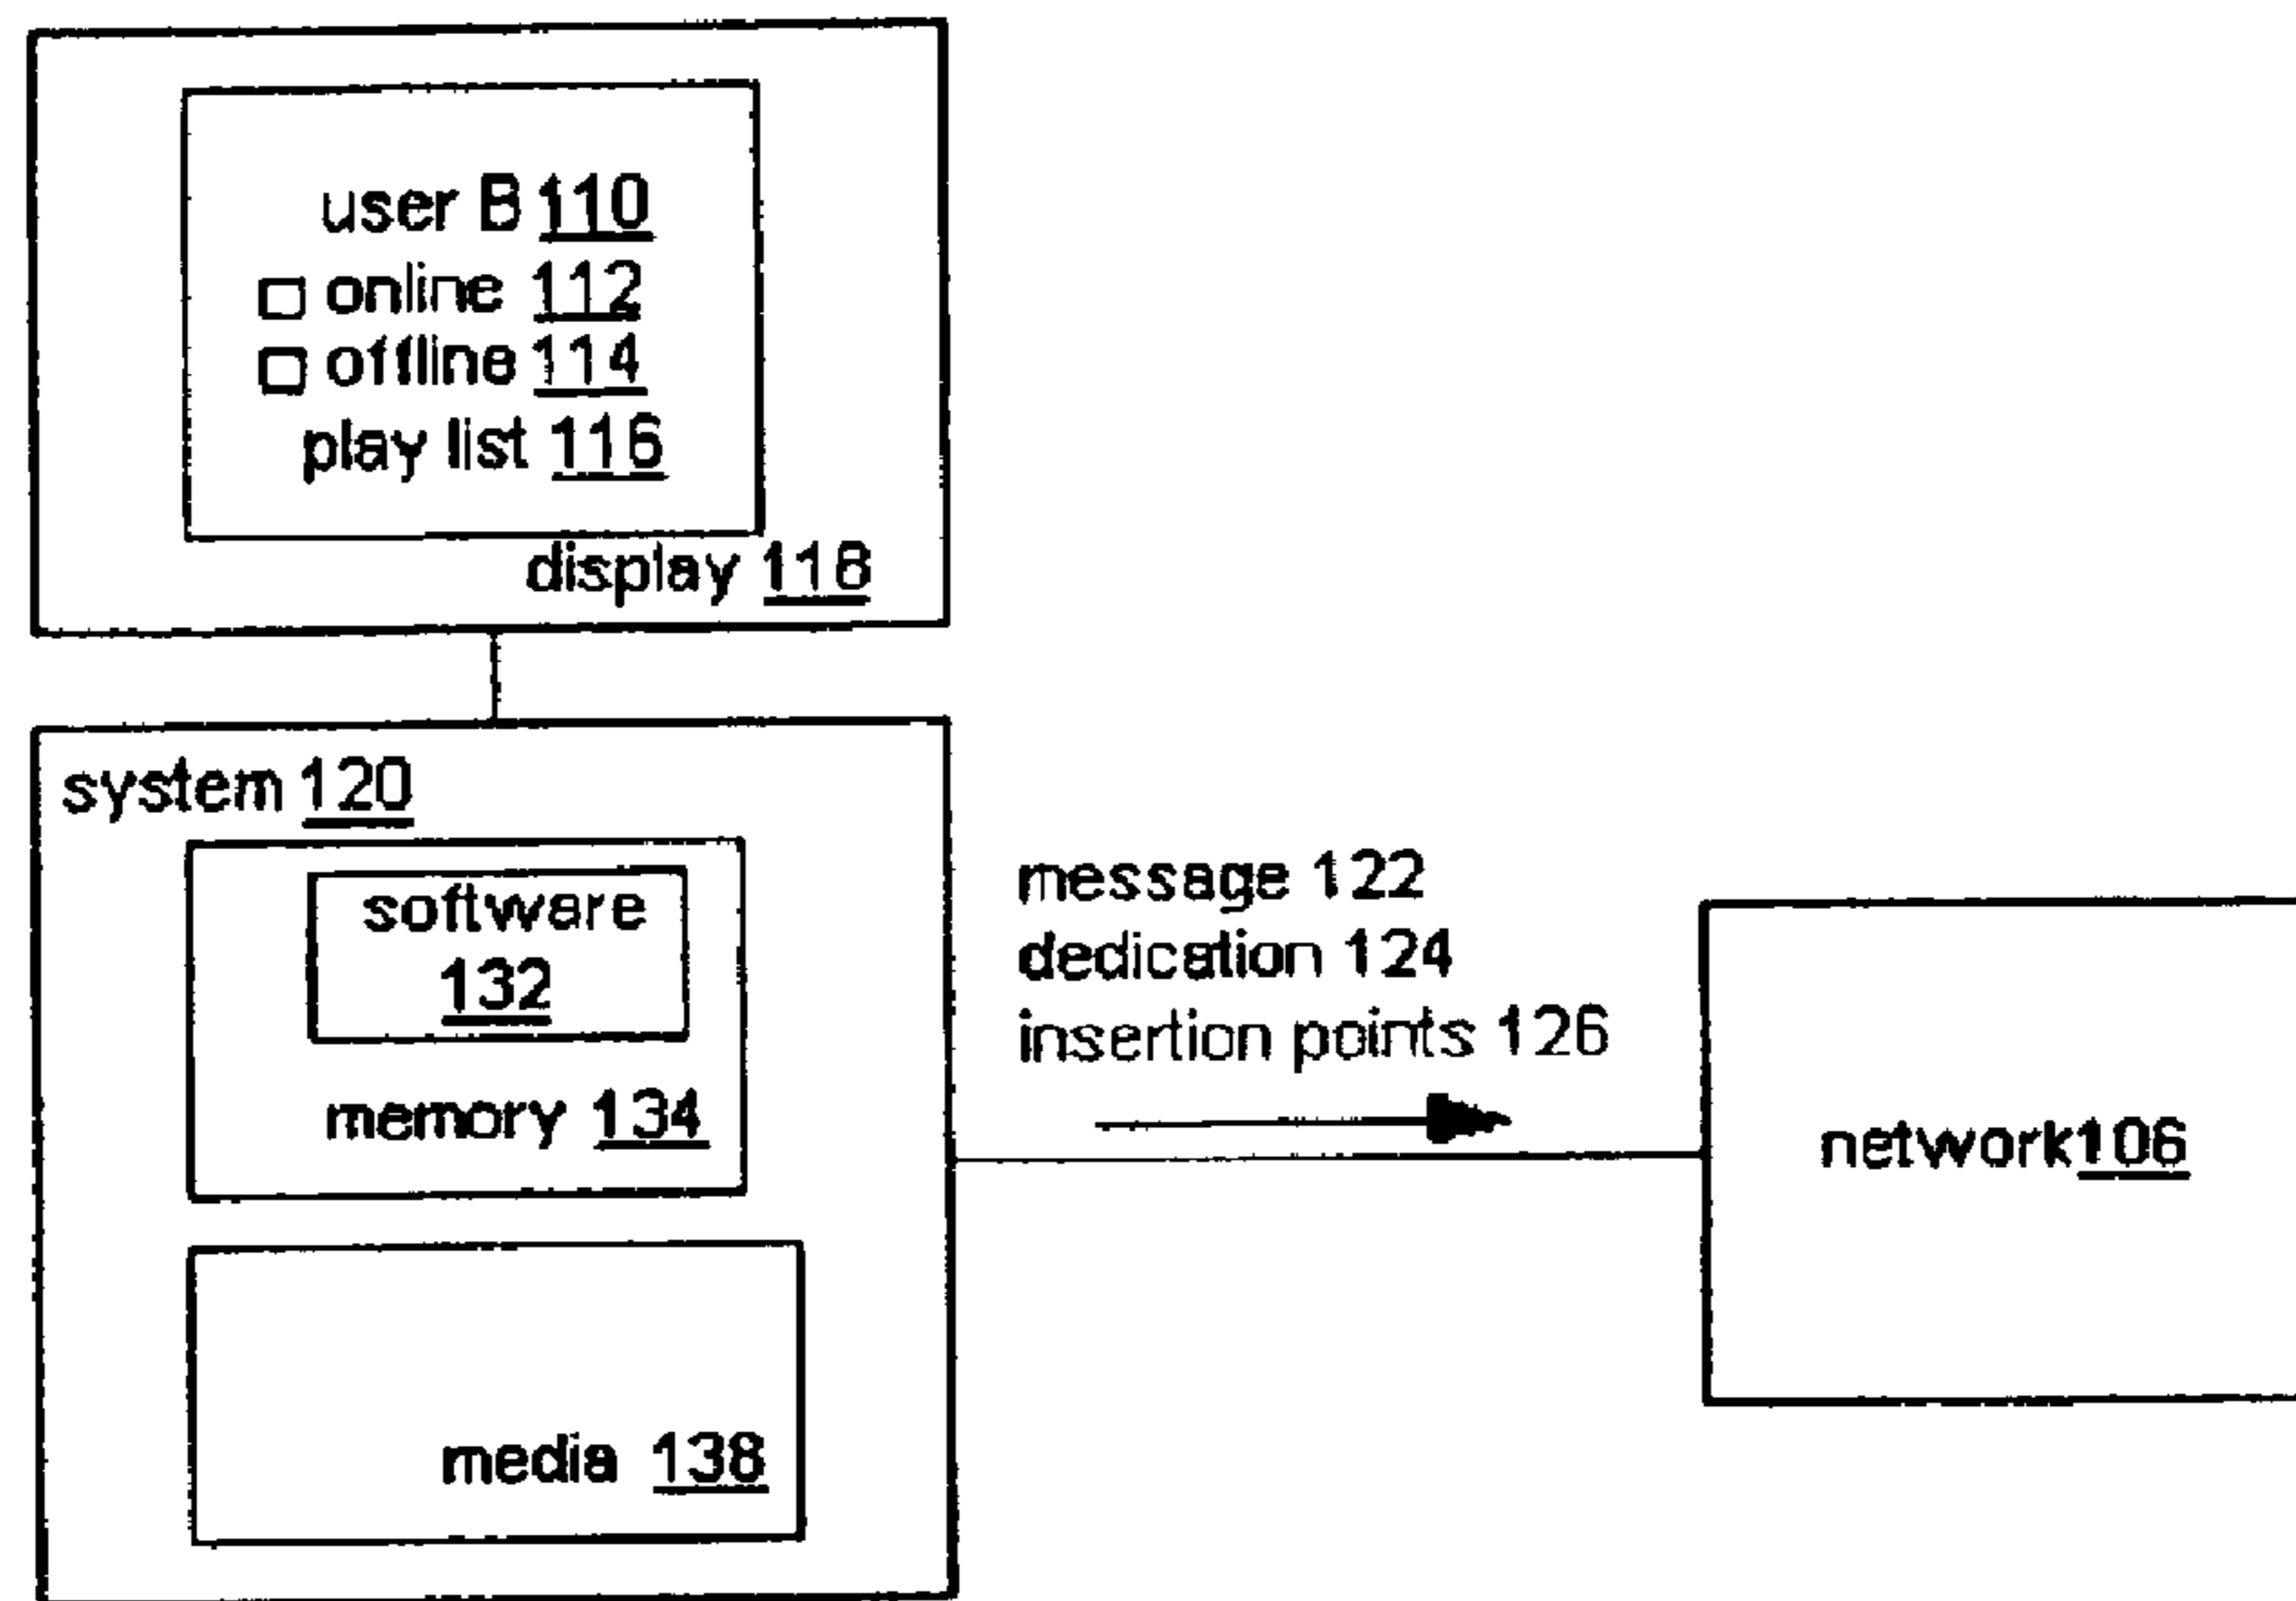 user B 110
online 112
offline 114
play list 116
display 118
system 120
software
132
memory 134
media 138
message 122
dedication 124
insertion points 126
network106